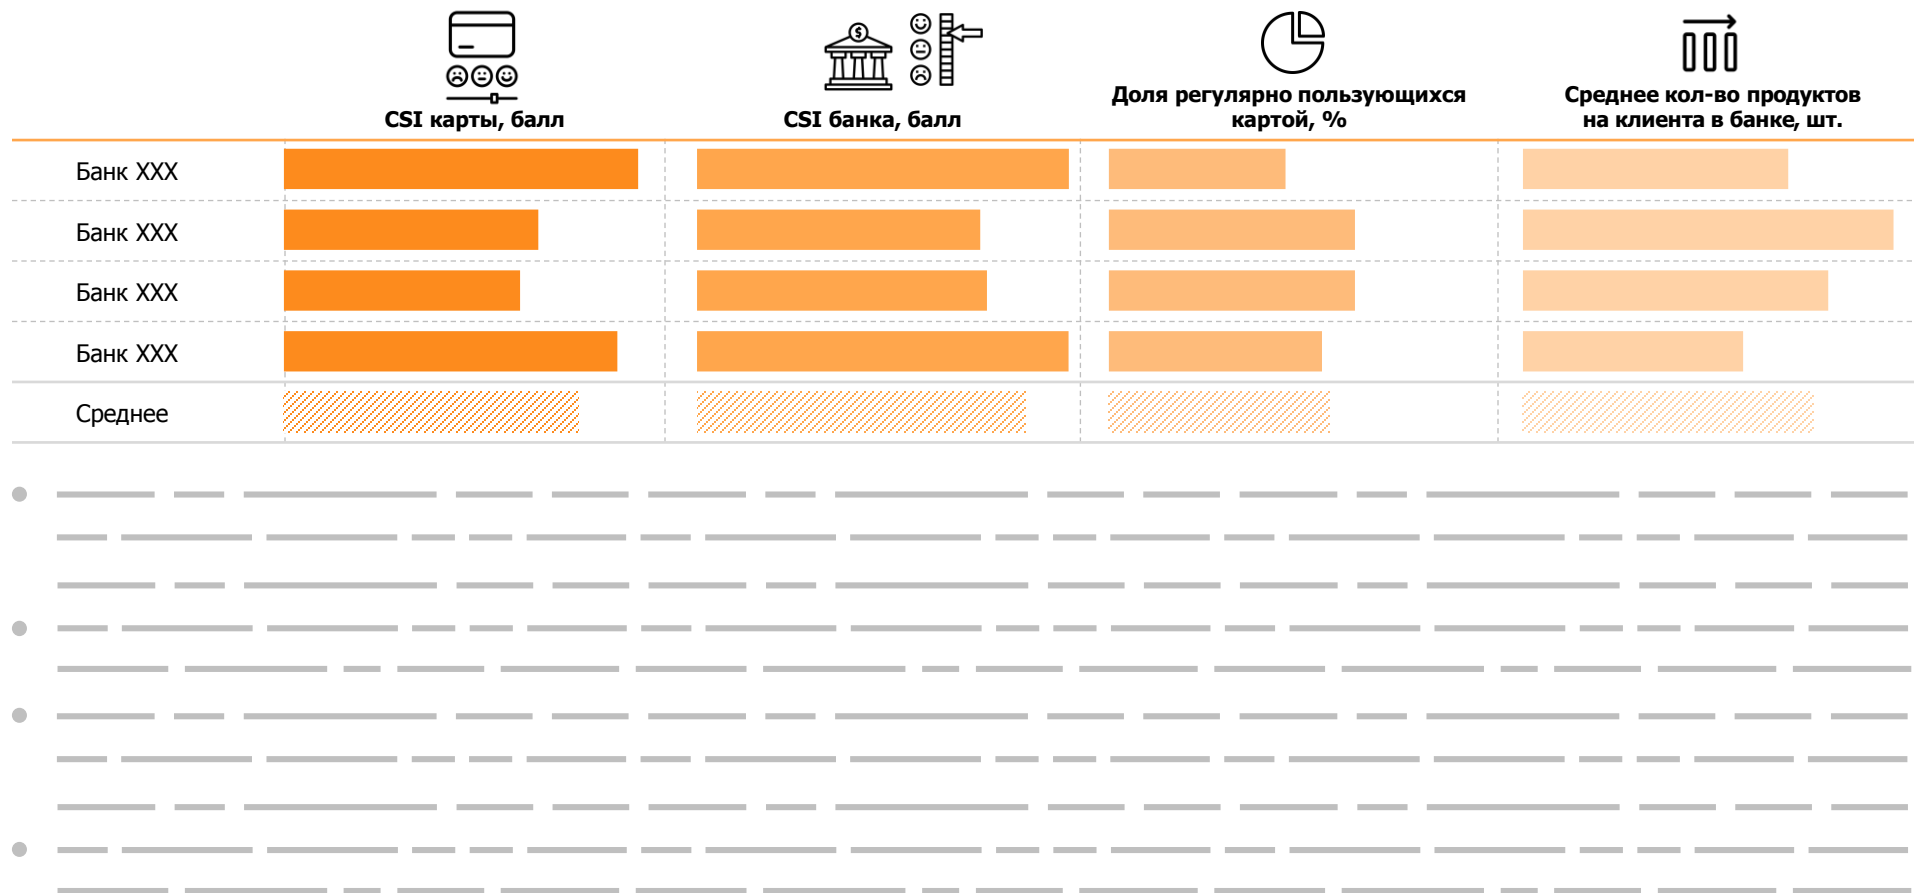 CSI карты, балл
CSI банка, балл
Доля регулярно пользующихся
картой, %
Среднее кол-во продуктов
на клиента в банке, шт.
Банк XXX
Банк XXX
Банк XXX
Банк XXX
Среднее